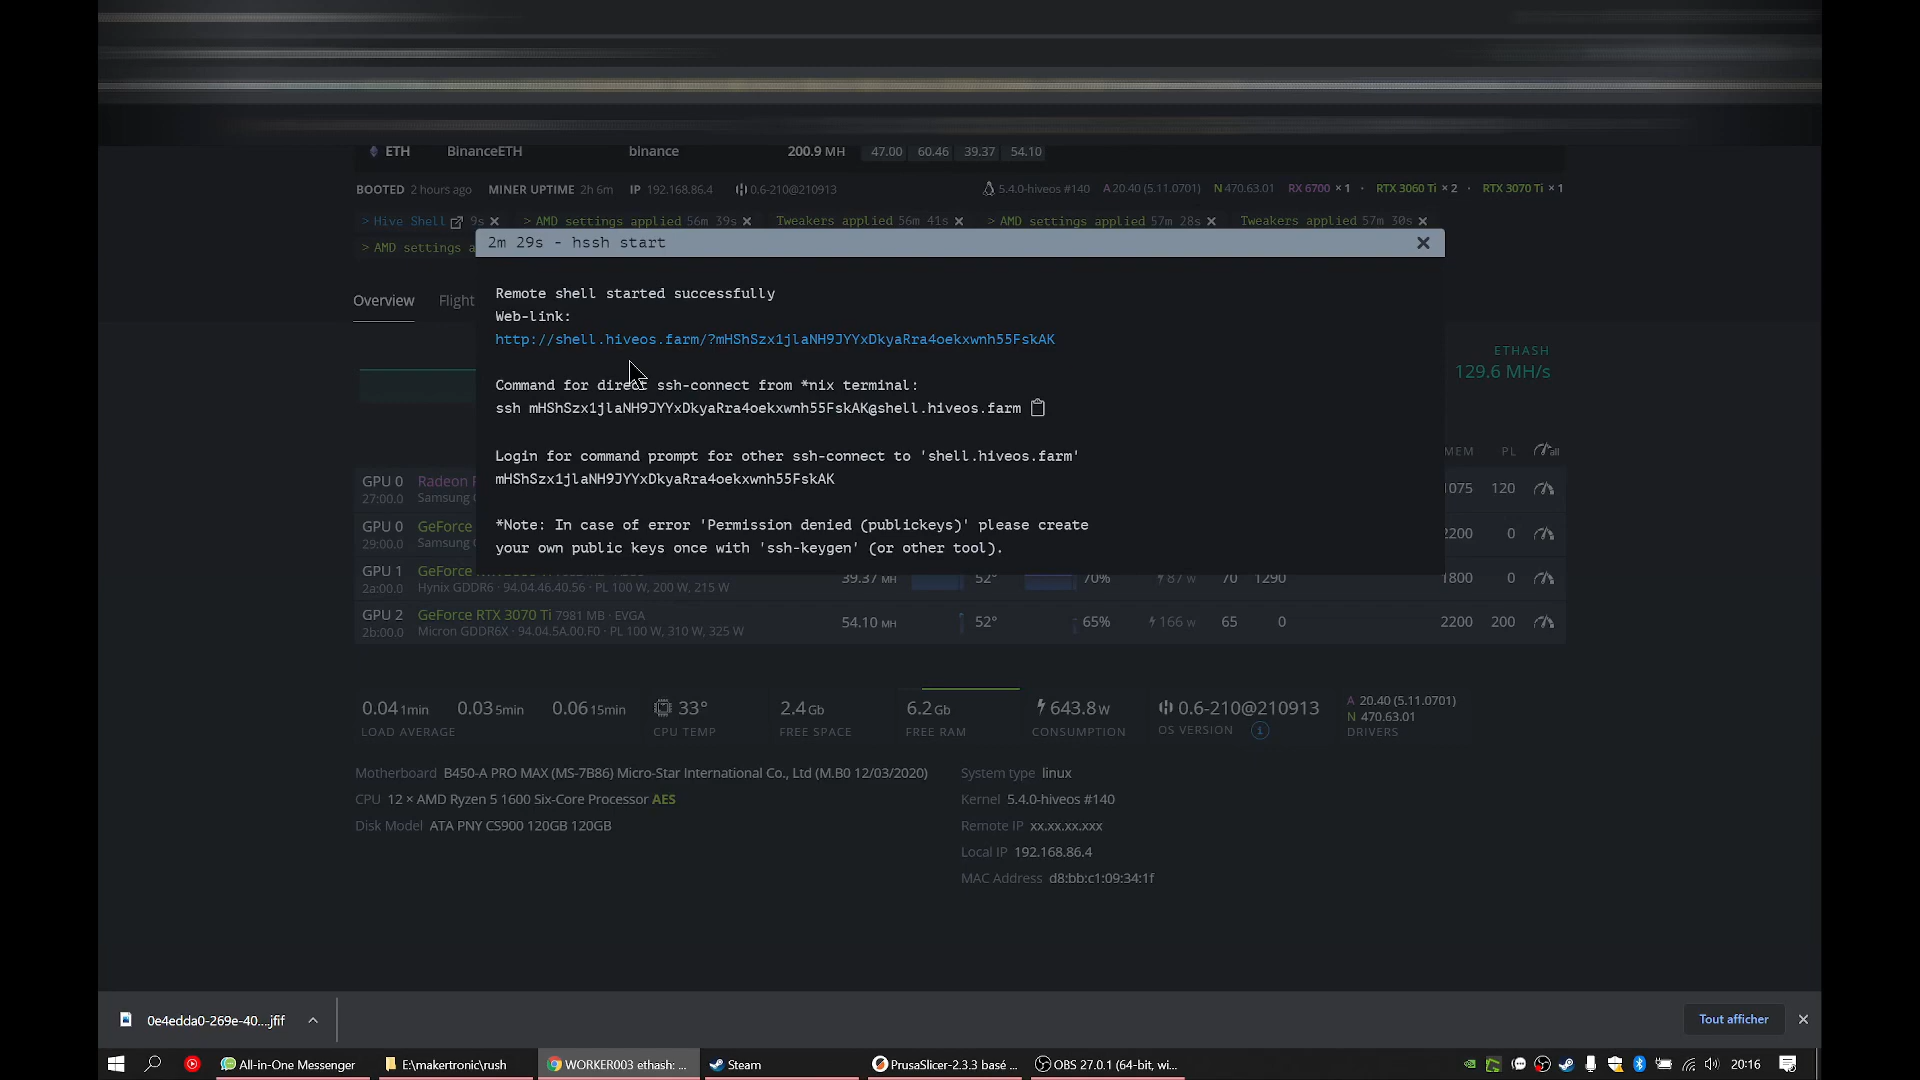 ETH BinanceETH binance 200.9 MH 47.00 60.46 39.37 54.10
BOOTED 2 hours ago MINER UPTIME 2h 6m IP 192.168.86.4 0.6-210@210913 5.4.0-hiveos #140 A 20.40 (5.11.0701) N 470.63.01 RX 6700 × 1 · RTX 3060 Ti × 2 · RTX 3070 Ti × 1
> Hive Shell 9s × > AMD settings applied 56m 39s × Tweakers applied 56m 41s × > AMD settings applied 57m 28s × Tweakers applied 57m 30s ×
> AMD settings a
2m 29s - hssh start
Overview Flight
Remote shell started successfully
Web-link:
http://shell.hiveos.farm/?mHShSzx1jlaNH9JYYxDkyaRra4oekxwnh55FskAK
Command for direct ssh-connect from *nix terminal:
ssh mHShSzx1jlaNH9JYYxDkyaRra4oekxwnh55FskAK@shell.hiveos.farm
Login for command prompt for other ssh-connect to 'shell.hiveos.farm'
mHShSzx1jlaNH9JYYxDkyaRra4oekxwnh55FskAK
*Note: In case of error 'Permission denied (publickeys)' please create
your own public keys once with 'ssh-keygen' (or other tool).
ETHASH
129.6 MH/s
MEM PL all
GPU 0 Radeon 1075 120
27:00.0 Samsung
GPU 0 GeForce 2200 0
29:00.0 Samsung
GPU 1 GeForce 39.37 MH 52° 70% 87 W 70 1290 1800 0
2a:00.0 Hynix GDDR6 · 94.04.46.40.56 · PL 100 W, 200 W, 215 W
GPU 2 GeForce RTX 3070 Ti 7981 MB · EVGA 54.10 MH 52° 65% 166 W 65 0 2200 200
2b:00.0 Micron GDDR6X · 94.04.5A.00.F0 · PL 100 W, 310 W, 325 W
0.04 1min 0.03 5min 0.06 15min 33° 2.4 Gb 6.2 Gb 643.8 W 0.6-210@210913 A 20.40 (5.11.0701)
N 470.63.01
LOAD AVERAGE CPU TEMP FREE SPACE FREE RAM CONSUMPTION OS VERSION i DRIVERS
Motherboard B450-A PRO MAX (MS-7B86) Micro-Star International Co., Ltd (M.B0 12/03/2020) System type linux
CPU 12 × AMD Ryzen 5 1600 Six-Core Processor AES Kernel 5.4.0-hiveos #140
Disk Model ATA PNY CS900 120GB 120GB Remote IP xx.xx.xx.xxx
Local IP 192.168.86.4
MAC Address d8:bb:c1:09:34:1f
0e4edda0-269e-40....jfif Tout afficher
All-in-One Messenger E:\makertronic\rush WORKER003 ethash: ... Steam PrusaSlicer-2.3.3 basé ... OBS 27.0.1 (64-bit, wi... 20:16